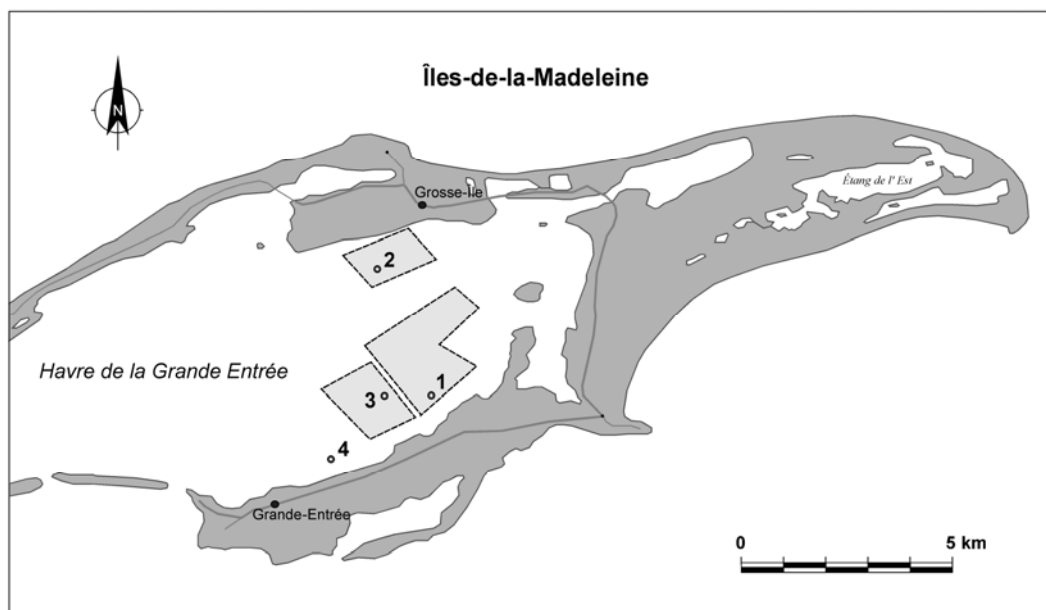 Îles-de-la-Madeleine
N
Grosse-Ile
Étang de l' Est
2
Havre de la Grande Entrée
1
3
4
Grande-Entrée
0
5 km